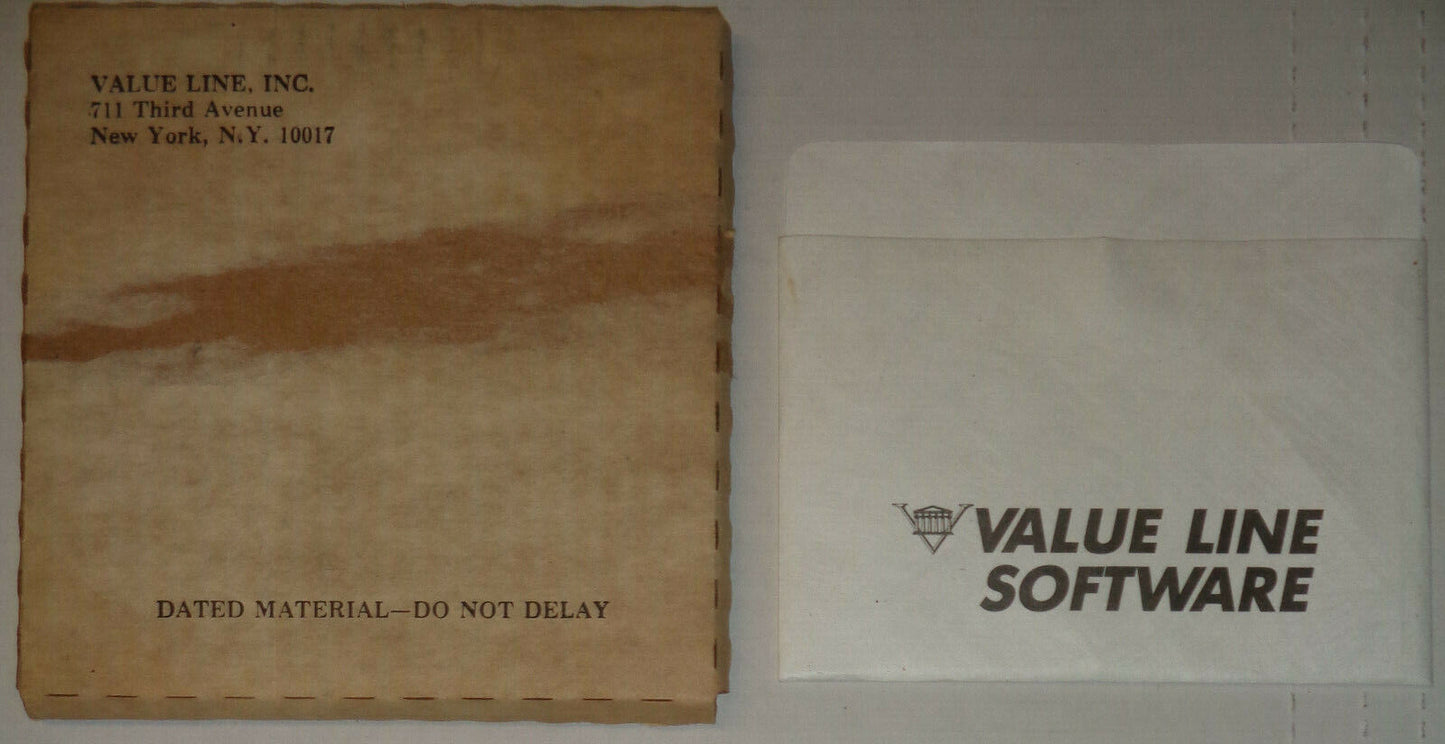 VALUE LINE, INC.
711 Third Avenue
New York, N.Y. 10017
DATED MATERIAL—DO NOT DELAY
VALUE LINE
SOFTWARE